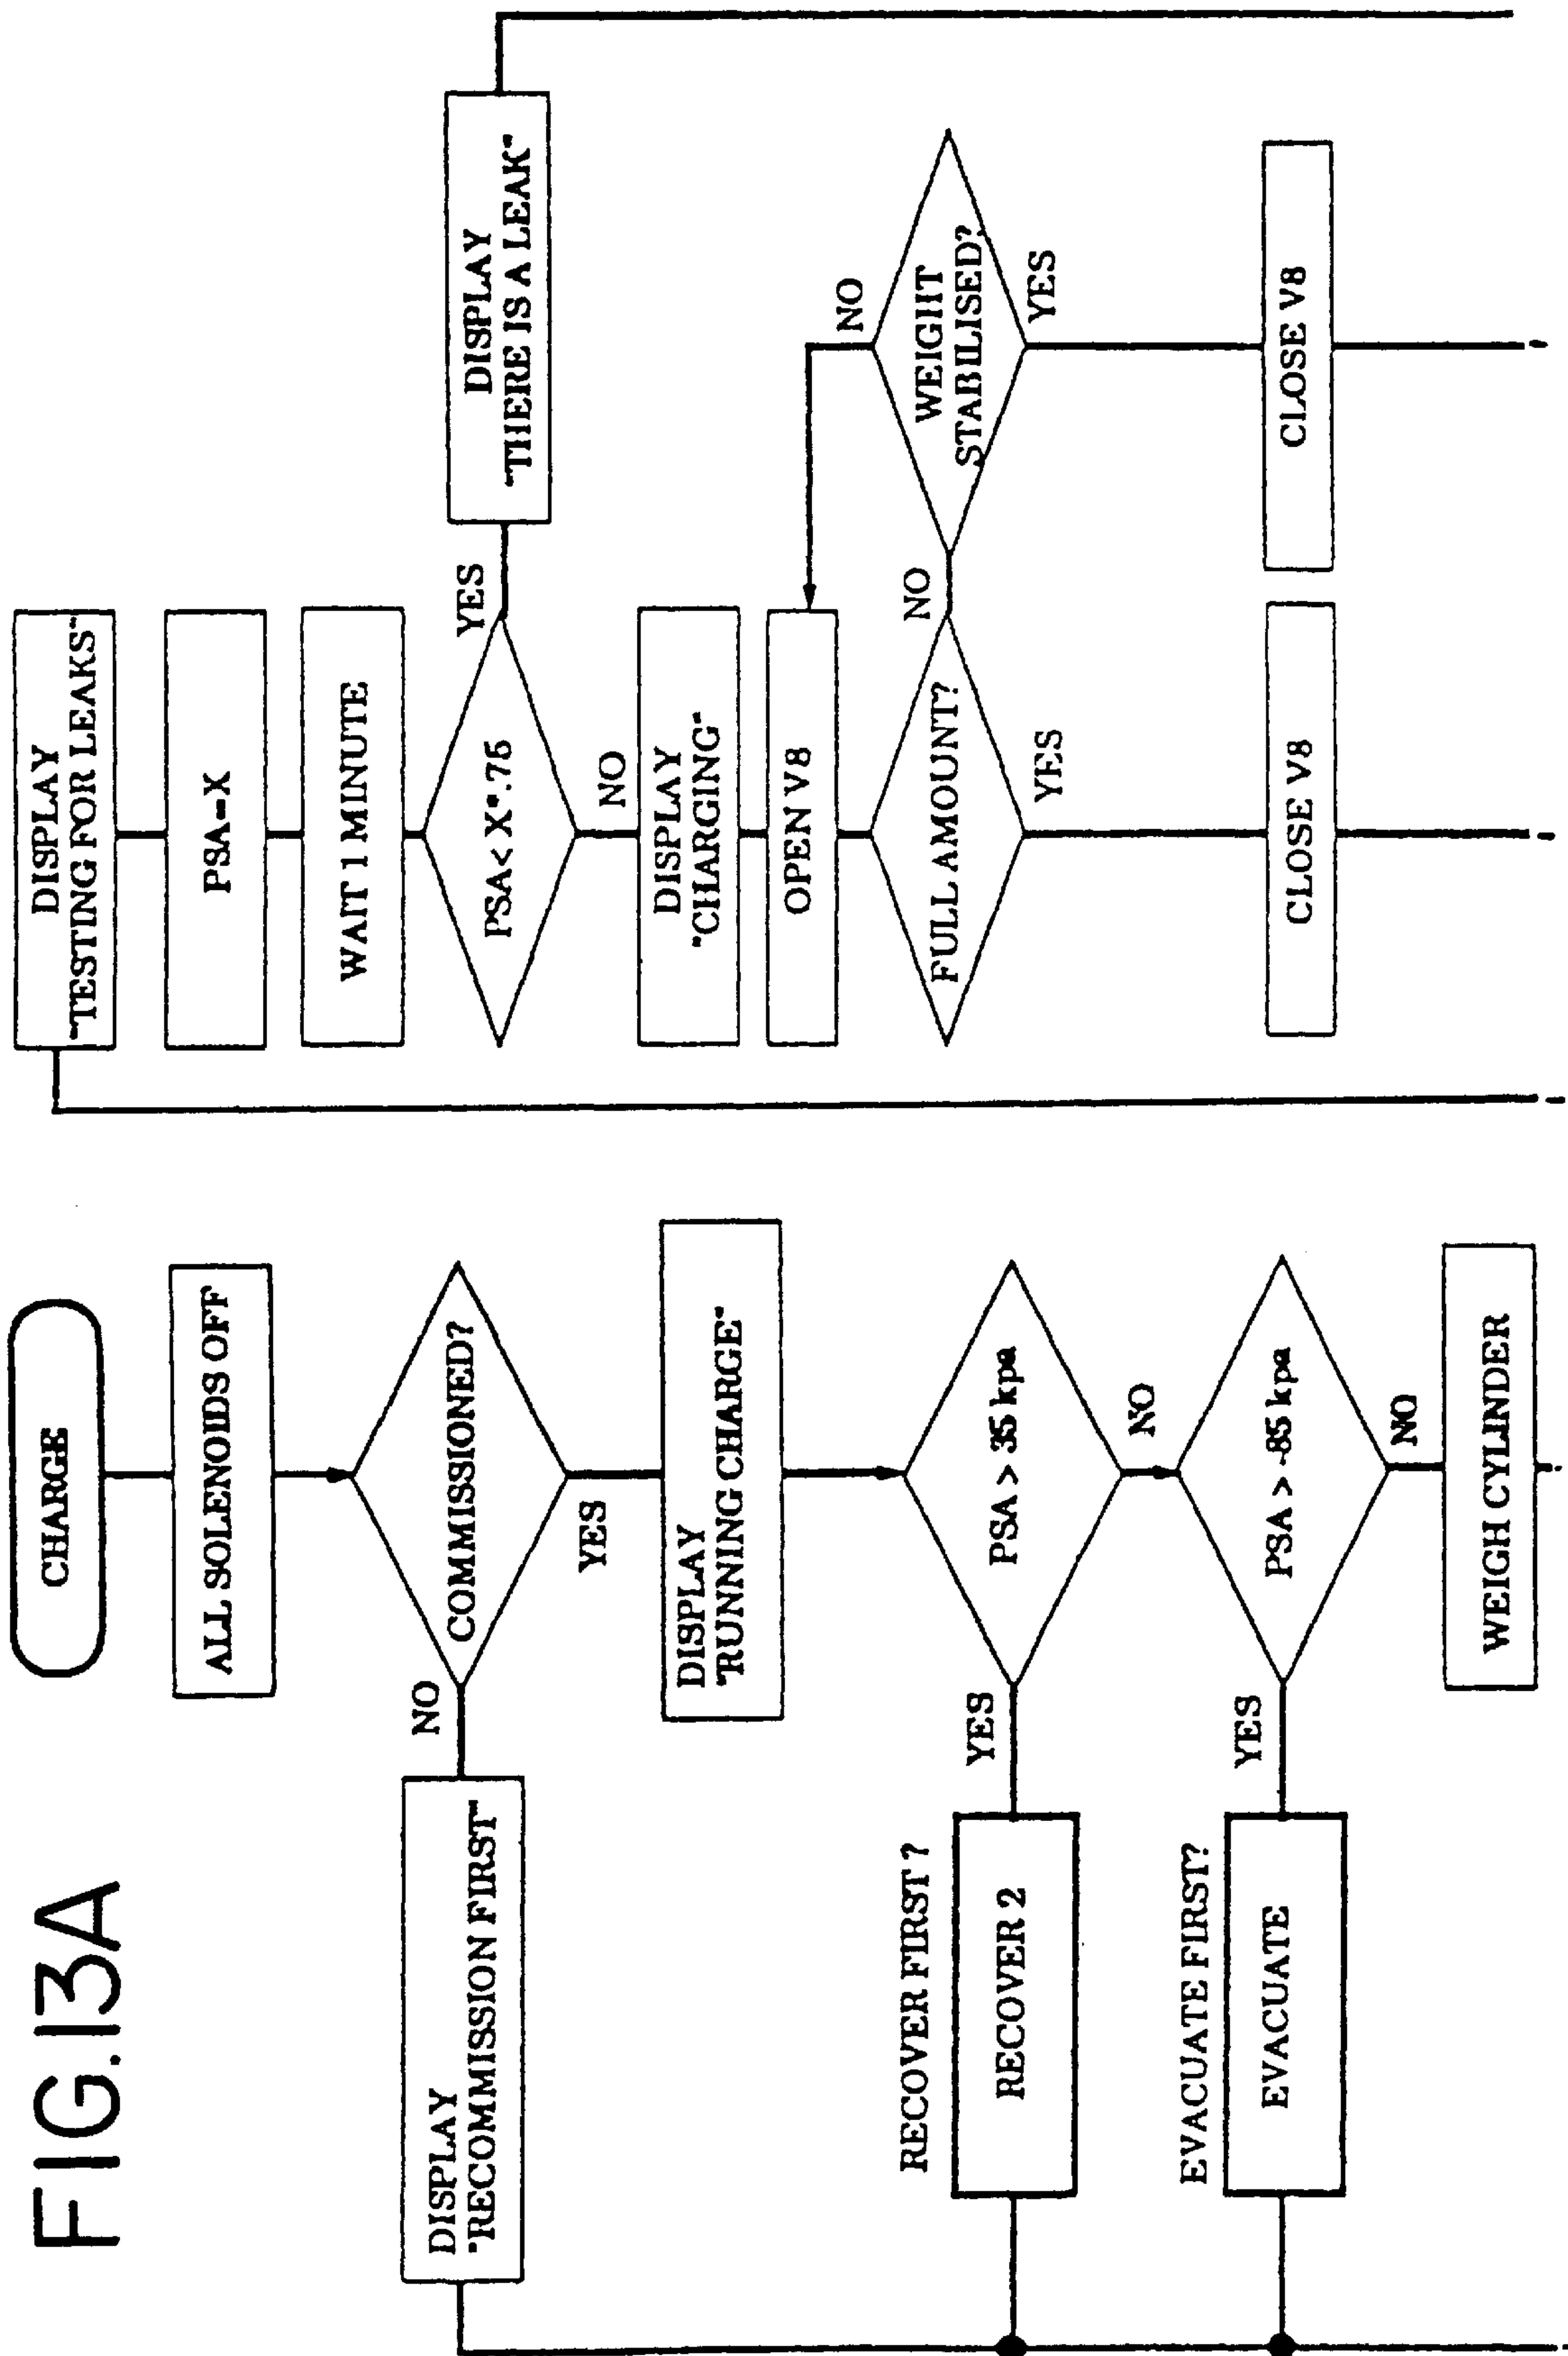 FIG.13A
CHARGE
ALL SOLENOIDS OFF
COMMISSIONED?
NO
YES
DISPLAY
"RECOMMISSION FIRST"
DISPLAY
"RUNNING CHARGE"
PSA > 35 kpa
YES
NO
RECOVER FIRST ?
RECOVER 2
PSA > -85 kpa
YES
NO
EVACUATE FIRST?
EVACUATE
WEIGH CYLINDER
DISPLAY
"TESTING FOR LEAKS"
PSA=X
WAIT 1 MINUTE
PSA< X*.75
YES
NO
DISPLAY
"THERE IS A LEAK"
DISPLAY
"CHARGING"
OPEN V8
FULL AMOUNT?
NO
YES
WEIGHT
STABILISED?
NO
YES
CLOSE V8
CLOSE V8